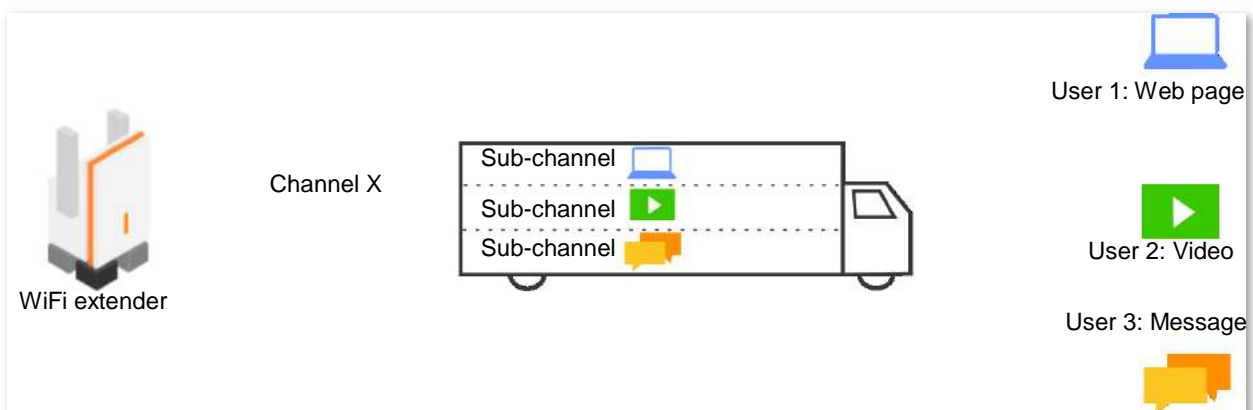 User 1: Web page
Sub-channel
Channel X
Sub-channel
Sub-channel
User 2: Video
WiFi extender
User 3: Message